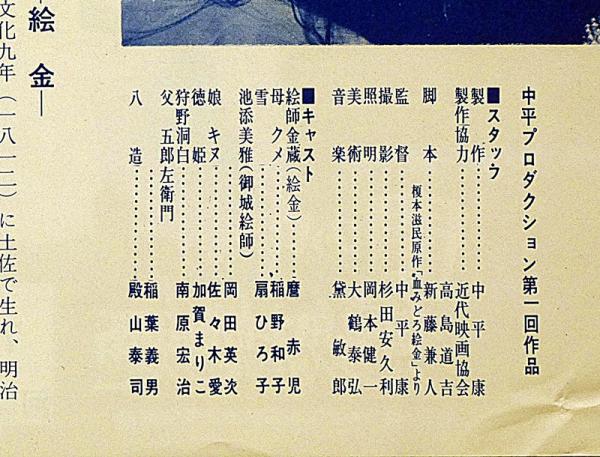 中平プロダクション第一回作品
■スタッウ
製作…………中平康
製作協力…………近代映画協会
高島道吉
脚本…………新藤兼人
榎本滋民原作「血みどろ絵金」より
監督…………中平康
撮影…………杉田安久利
照明…………岡本健一
美術…………大鶴泰弘
音楽…………黛敏郎
■キャスト
絵師金蔵（絵金）……麿赤児
母クメ…………稲野和子
雪…………扇ひろ子
池添美雅（御城絵師）
…………岡田英次
娘キヌ…………佐々木愛
徳姫…………加賀まりこ
狩野洞白…………南原宏治
父五郎左衛門
…………稲葉義男
八造…………殿山泰司
絵金—
文化九年（一八一二）に土佐で生れ、明治